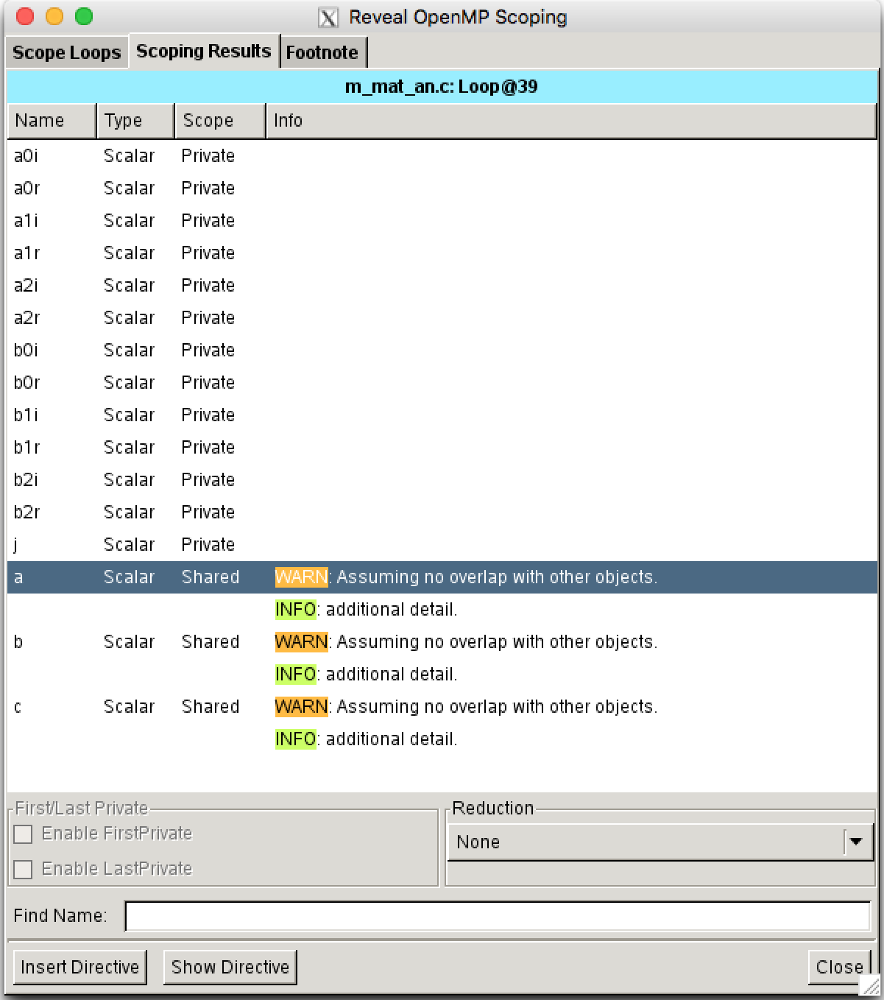 X Reveal OpenMP Scoping
Scope Loops Scoping Results Footnote
m_mat_an.c: Loop@39
Name Type Scope Info
a0i Scalar Private
a0r Scalar Private
a1i Scalar Private
a1r Scalar Private
a2i Scalar Private
a2r Scalar Private
b0i Scalar Private
b0r Scalar Private
b1i Scalar Private
b1r Scalar Private
b2i Scalar Private
b2r Scalar Private
j Scalar Private
a Scalar Shared WARN: Assuming no overlap with other objects.
INFO: additional detail.
b Scalar Shared WARN: Assuming no overlap with other objects.
INFO: additional detail.
c Scalar Shared WARN: Assuming no overlap with other objects.
INFO: additional detail.
First/Last Private Reduction
Enable FirstPrivate None
Enable LastPrivate
Find Name:
Insert Directive Show Directive Close